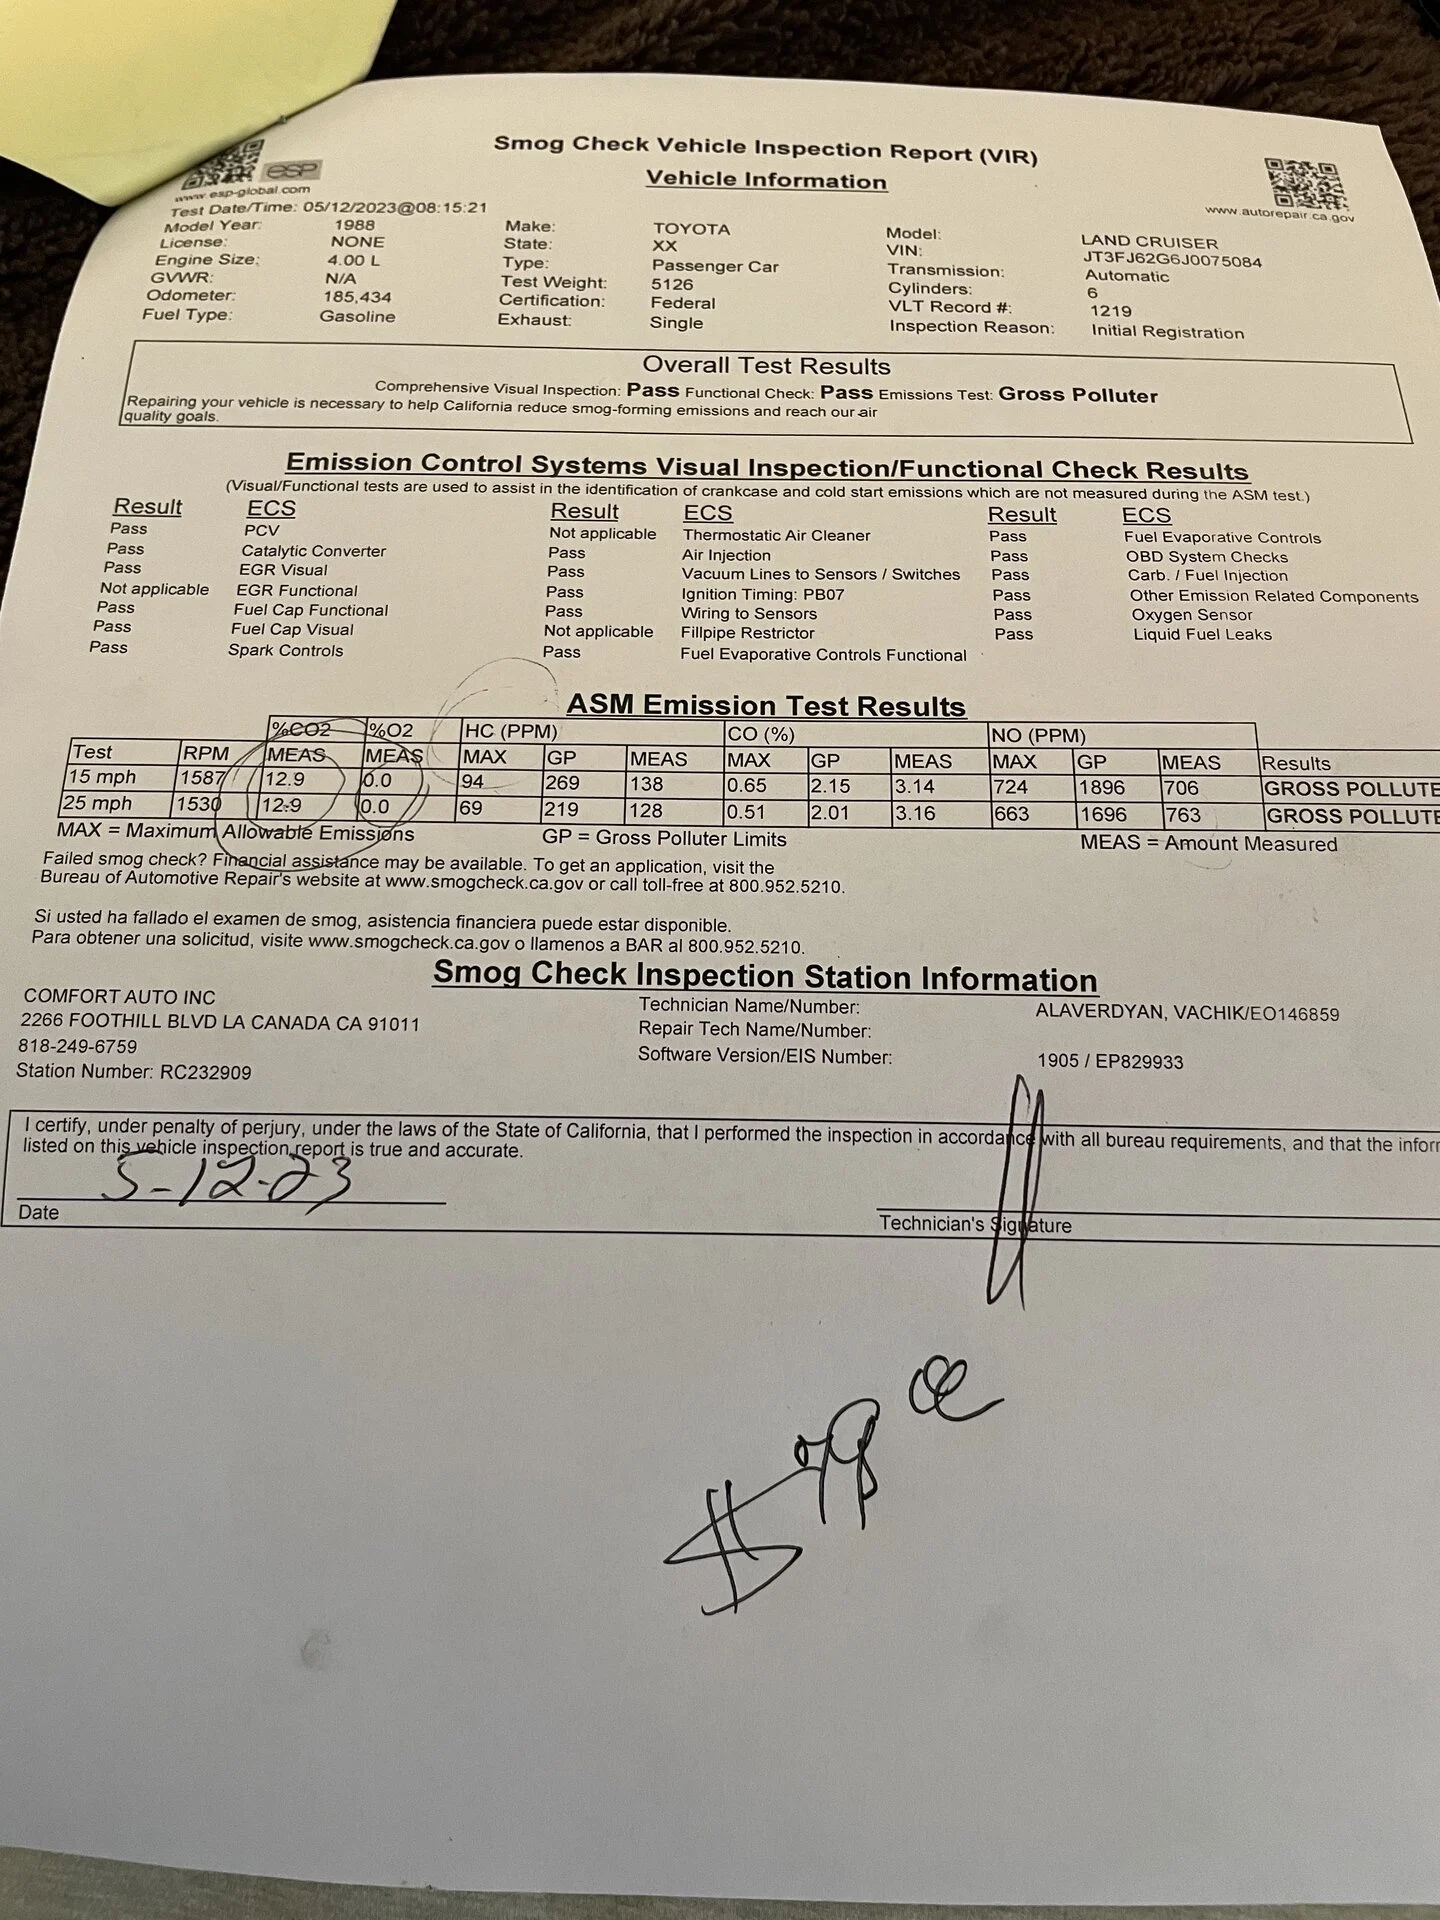 Smog Check Vehicle Inspection Report (VIR)
Vehicle Information
esp
www.esp-global.com
www.autorepair.ca.gov
Test Date/Time: 05/12/2023@08:15:21
Model Year: 1988 Make: TOYOTA Model: LAND CRUISER
License: NONE State: XX VIN: JT3FJ62G6J0075084
Engine Size: 4.00 L Type: Passenger Car Transmission: Automatic
GVWR: N/A Test Weight: 5126 Cylinders: 6
Odometer: 185,434 Certification: Federal VLT Record #: 1219
Fuel Type: Gasoline Exhaust: Single Inspection Reason: Initial Registration
Overall Test Results
Comprehensive Visual Inspection: Pass Functional Check: Pass Emissions Test: Gross Polluter
Repairing your vehicle is necessary to help California reduce smog-forming emissions and reach our air
quality goals.
Emission Control Systems Visual Inspection/Functional Check Results
(Visual/Functional tests are used to assist in the identification of crankcase and cold start emissions which are not measured during the ASM test.)
Result ECS Result ECS Result ECS
Pass PCV Not applicable Thermostatic Air Cleaner Pass Fuel Evaporative Controls
Pass Catalytic Converter Pass Air Injection Pass OBD System Checks
Pass EGR Visual Pass Vacuum Lines to Sensors / Switches Pass Carb. / Fuel Injection
Not applicable EGR Functional Pass Ignition Timing: PB07 Pass Other Emission Related Components
Pass Fuel Cap Functional Pass Wiring to Sensors Pass Oxygen Sensor
Pass Fuel Cap Visual Not applicable Fillpipe Restrictor Pass Liquid Fuel Leaks
Pass Spark Controls Pass Fuel Evaporative Controls Functional
ASM Emission Test Results
%CO2 %O2 HC (PPM) CO (%) NO (PPM)
Test RPM MEAS MEAS MAX GP MEAS MAX GP MEAS MAX GP MEAS Results
15 mph 1587 12.9 0.0 94 269 138 0.65 2.15 3.14 724 1896 706 GROSS POLLUTE
25 mph 1530 12.9 0.0 69 219 128 0.51 2.01 3.16 663 1696 763 GROSS POLLUTE
MAX = Maximum Allowable Emissions GP = Gross Polluter Limits MEAS = Amount Measured
Failed smog check? Financial assistance may be available. To get an application, visit the
Bureau of Automotive Repair's website at www.smogcheck.ca.gov or call toll-free at 800.952.5210.
Si usted ha fallado el examen de smog, asistencia financiera puede estar disponible.
Para obtener una solicitud, visite www.smogcheck.ca.gov o llamenos a BAR al 800.952.5210.
Smog Check Inspection Station Information
COMFORT AUTO INC Technician Name/Number: ALAVERDYAN, VACHIK/EO146859
2266 FOOTHILL BLVD LA CANADA CA 91011 Repair Tech Name/Number:
818-249-6759 Software Version/EIS Number: 1905 / EP829933
Station Number: RC232909
I certify, under penalty of perjury, under the laws of the State of California, that I performed the inspection in accordance with all bureau requirements, and that the inform
listed on this vehicle inspection report is true and accurate.
5-12-23
Date Technician's Signature